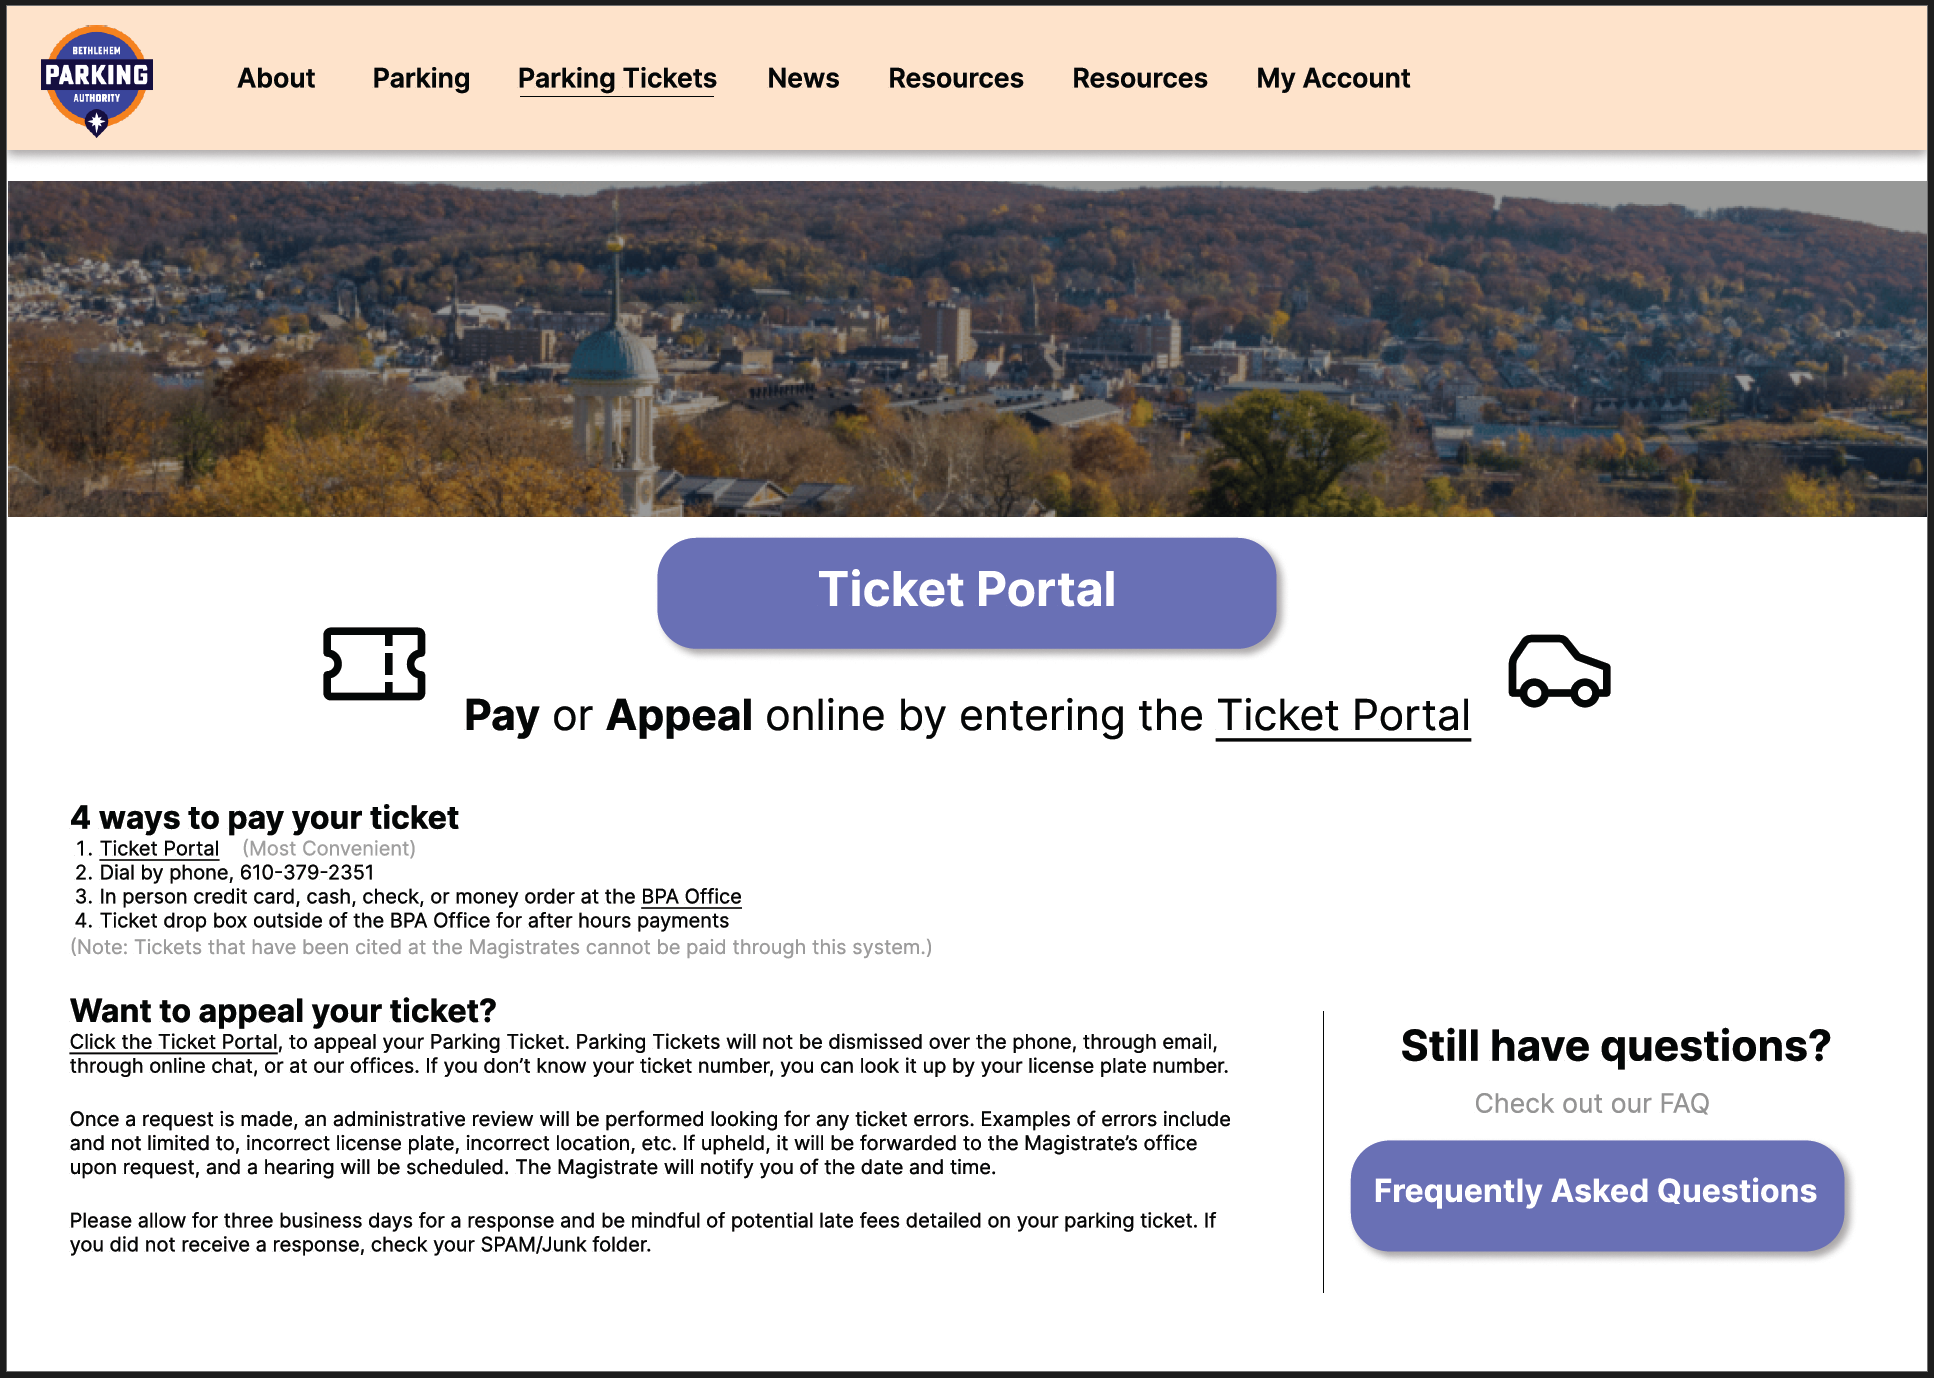 BETHLEHEM
PARKING
AUTHORITY
About Parking Parking Tickets News Resources Resources My Account
Ticket Portal
Pay or Appeal online by entering the Ticket Portal
4 ways to pay your ticket
1. Ticket Portal (Most Convenient)
2. Dial by phone, 610-379-2351
3. In person credit card, cash, check, or money order at the BPA Office
4. Ticket drop box outside of the BPA Office for after hours payments
(Note: Tickets that have been cited at the Magistrates cannot be paid through this system.)
Want to appeal your ticket?
Click the Ticket Portal, to appeal your Parking Ticket. Parking Tickets will not be dismissed over the phone, through email,
through online chat, or at our offices. If you don’t know your ticket number, you can look it up by your license plate number.
Once a request is made, an administrative review will be performed looking for any ticket errors. Examples of errors include
and not limited to, incorrect license plate, incorrect location, etc. If upheld, it will be forwarded to the Magistrate’s office
upon request, and a hearing will be scheduled. The Magistrate will notify you of the date and time.
Please allow for three business days for a response and be mindful of potential late fees detailed on your parking ticket. If
you did not receive a response, check your SPAM/Junk folder.
Still have questions?
Check out our FAQ
Frequently Asked Questions